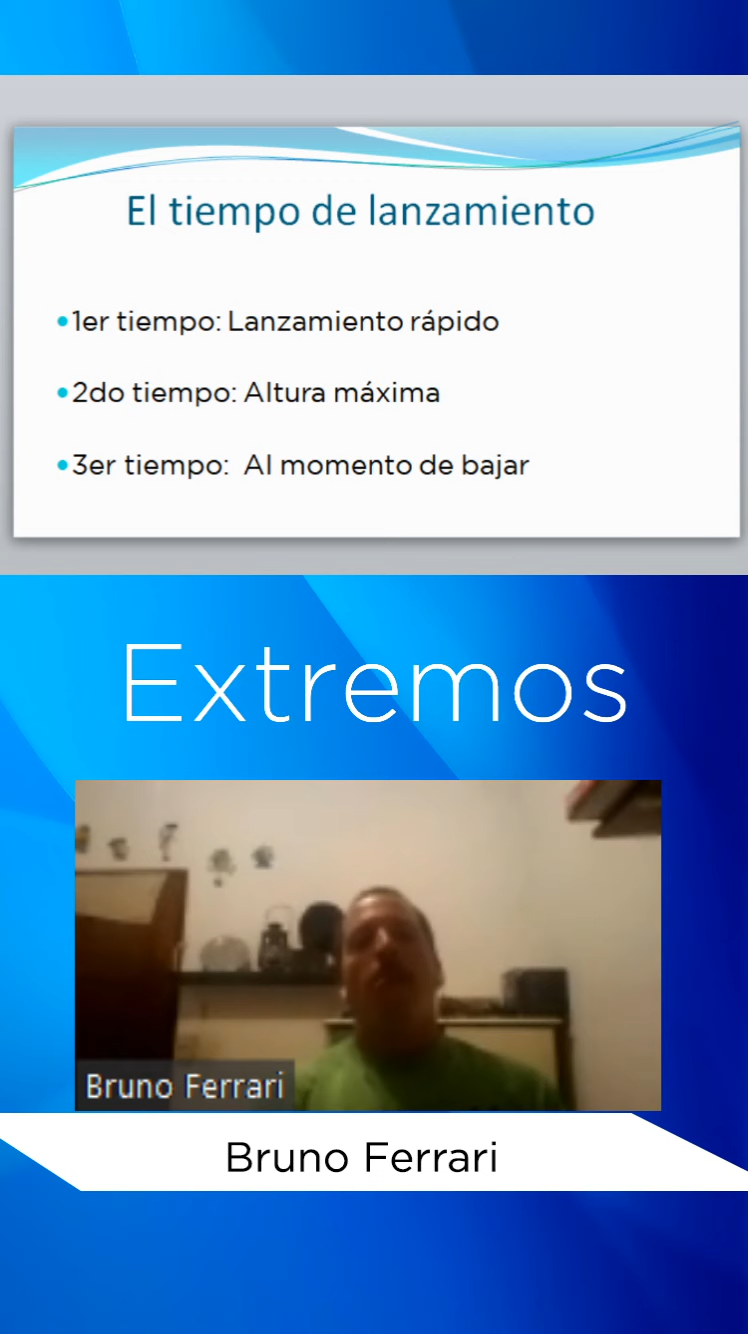 El tiempo de lanzamiento
•1er tiempo: Lanzamiento rápido
•2do tiempo: Altura máxima
•3er tiempo:  Al momento de bajar
Extremos
Bruno Ferrari
Bruno Ferrari